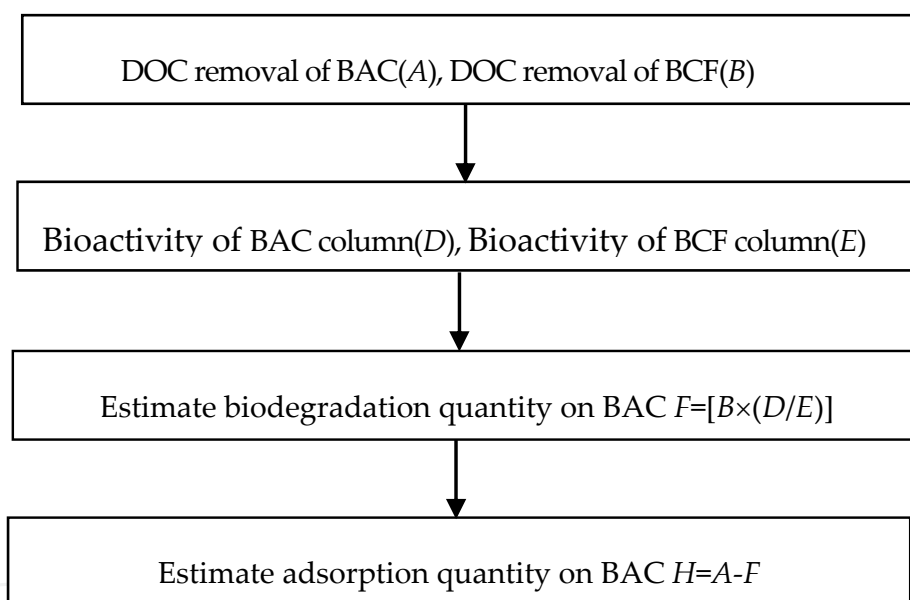 DOC removal of BAC(A), DOC removal of BCF(B)
Bioactivity of BAC column(D), Bioactivity of BCF column(E)
Estimate biodegradation quantity on BAC F=[B×(D/E)]
Estimate adsorption quantity on BAC H=A-F